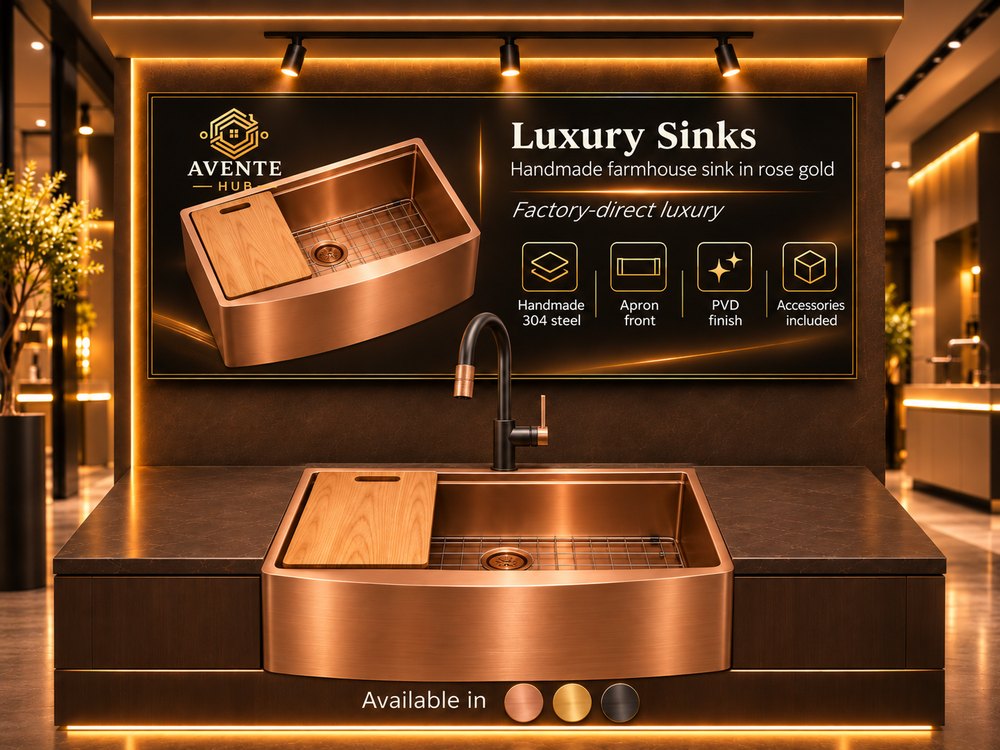 AVENTE
HUB
Luxury Sinks
Handmade farmhouse sink in rose gold
Factory-direct luxury
Handmade
304 steel
Apron
front
PVD
finish
Accessories
included
Available in